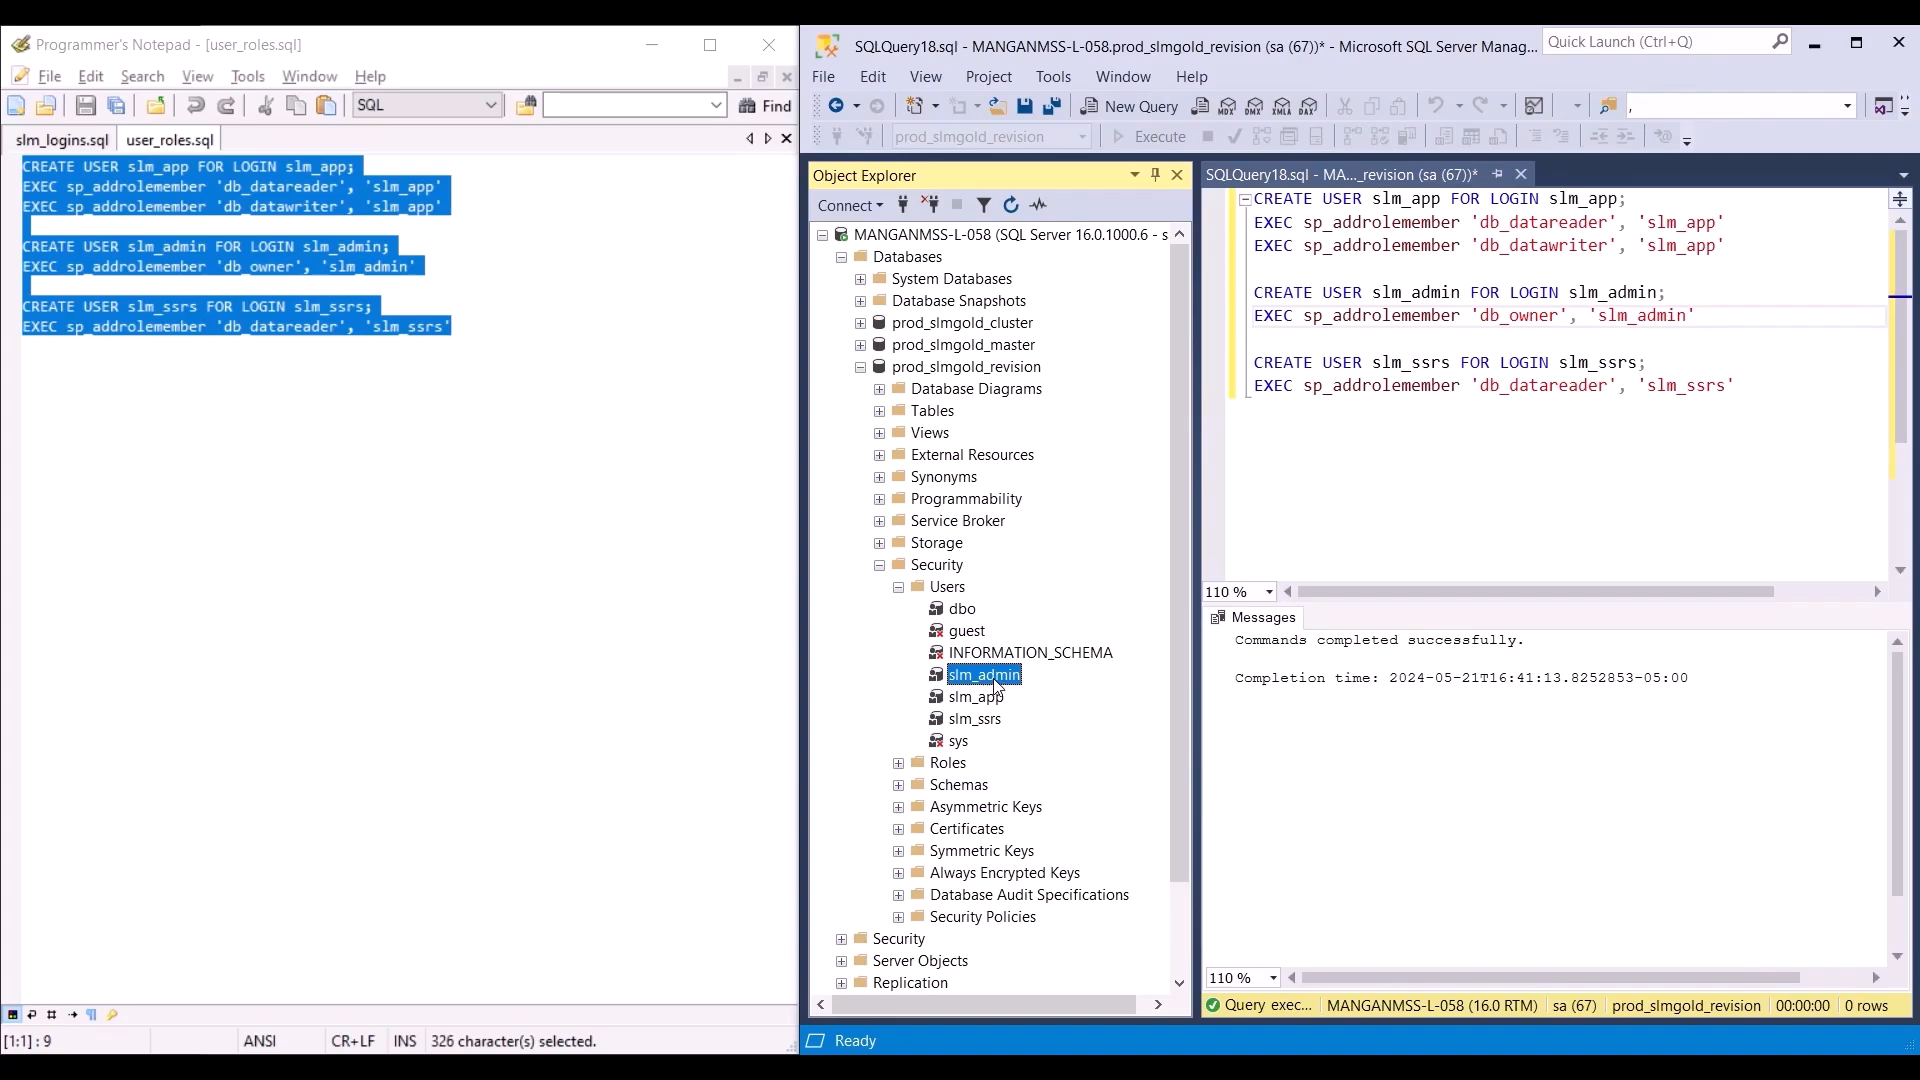 Programmer's Notepad - [user_roles.sql]
File Edit Search View Tools Window Help
SQL
Find
slm_logins.sql user_roles.sql
CREATE USER slm_app FOR LOGIN slm_app;
EXEC sp_addrolemember 'db_datareader', 'slm_app'
EXEC sp_addrolemember 'db_datawriter', 'slm_app'
CREATE USER slm_admin FOR LOGIN slm_admin;
EXEC sp_addrolemember 'db_owner', 'slm_admin'
CREATE USER slm_ssrs FOR LOGIN slm_ssrs;
EXEC sp_addrolemember 'db_datareader', 'slm_ssrs'
[1:1] : 9 ANSI CR+LF INS 326 character(s) selected.
SQLQuery18.sql - MANGANMSS-L-058.prod_slmgold_revision (sa (67))* - Microsoft SQL Server Manag...
Quick Launch (Ctrl+Q)
File Edit View Project Tools Window Help
New Query MDX DMX XMLA DAX ,
prod_slmgold_revision Execute
Object Explorer
Connect
MANGANMSS-L-058 (SQL Server 16.0.1000.6 - s
Databases
System Databases
Database Snapshots
prod_slmgold_cluster
prod_slmgold_master
prod_slmgold_revision
Database Diagrams
Tables
Views
External Resources
Synonyms
Programmability
Service Broker
Storage
Security
Users
dbo
guest
INFORMATION_SCHEMA
slm_admin
slm_app
slm_ssrs
sys
Roles
Schemas
Asymmetric Keys
Certificates
Symmetric Keys
Always Encrypted Keys
Database Audit Specifications
Security Policies
Security
Server Objects
Replication
SQLQuery18.sql - MA..._revision (sa (67))*
CREATE USER slm_app FOR LOGIN slm_app;
EXEC sp_addrolemember 'db_datareader', 'slm_app'
EXEC sp_addrolemember 'db_datawriter', 'slm_app'
CREATE USER slm_admin FOR LOGIN slm_admin;
EXEC sp_addrolemember 'db_owner', 'slm_admin'
CREATE USER slm_ssrs FOR LOGIN slm_ssrs;
EXEC sp_addrolemember 'db_datareader', 'slm_ssrs'
110 %
Messages
Commands completed successfully.
Completion time: 2024-05-21T16:41:13.8252853-05:00
110 %
Query exec... MANGANMSS-L-058 (16.0 RTM) sa (67) prod_slmgold_revision 00:00:00 0 rows
Ready